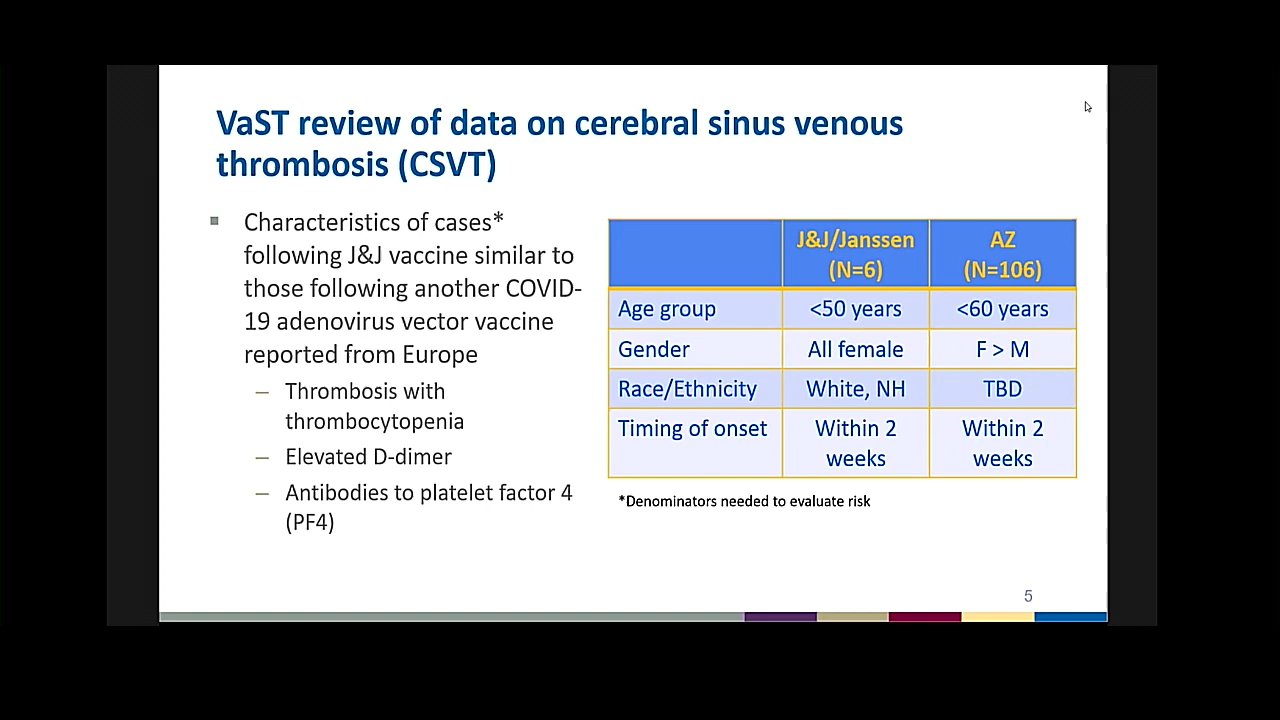 VaST review of data on cerebral sinus venous
thrombosis (CSVT)
▪ Characteristics of cases*
following J&J vaccine similar to
those following another COVID-
19 adenovirus vector vaccine
reported from Europe
– Thrombosis with
thrombocytopenia
– Elevated D-dimer
– Antibodies to platelet factor 4
(PF4)
J&J/Janssen AZ
(N=6) (N=106)
Age group <50 years <60 years
Gender All female F > M
Race/Ethnicity White, NH TBD
Timing of onset Within 2 Within 2
weeks weeks
*Denominators needed to evaluate risk
5